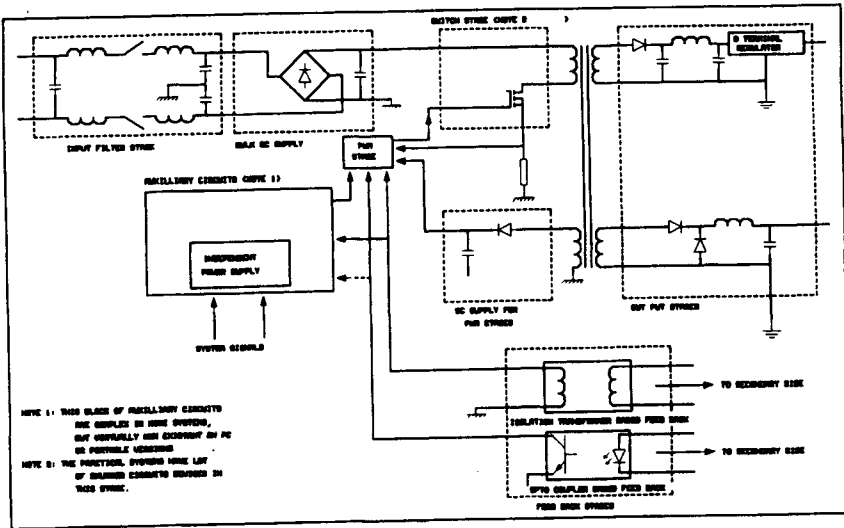 SWITCH STAGE (NOTE 2 )
3 TERMINAL
REGULATOR
INPUT FILTER STAGE
BULK DC SUPPLY
PWM
STAGE
AUXILLIARY CIRCUITS (NOTE 1)
INDEPENDENT
POWER SUPPLY
DC SUPPLY FOR
PWM STAGES
OUT PUT STAGES
SYSTEM SIGNALS
TO SECONDARY SIDE
ISOLATION TRANSFORMER BASED FEED BACK
TO SECONDARY SIDE
OPTO COUPLER BASED FEED BACK
FEED BACK STAGES
NOTE 1: THIS BLOCK OF AUXILLIARY CIRCUITS
ARE COMPLEX IN SOME SYSTEMS,
BUT VIRTUALLY NON EXISTENT IN PC
OR PORTABLE VERSIONS
NOTE 2: THE PRACTICAL SYSTEMS HAVE LOT
OF SNUBBER CIRCUITS DEVICES IN
THIS STAGE.